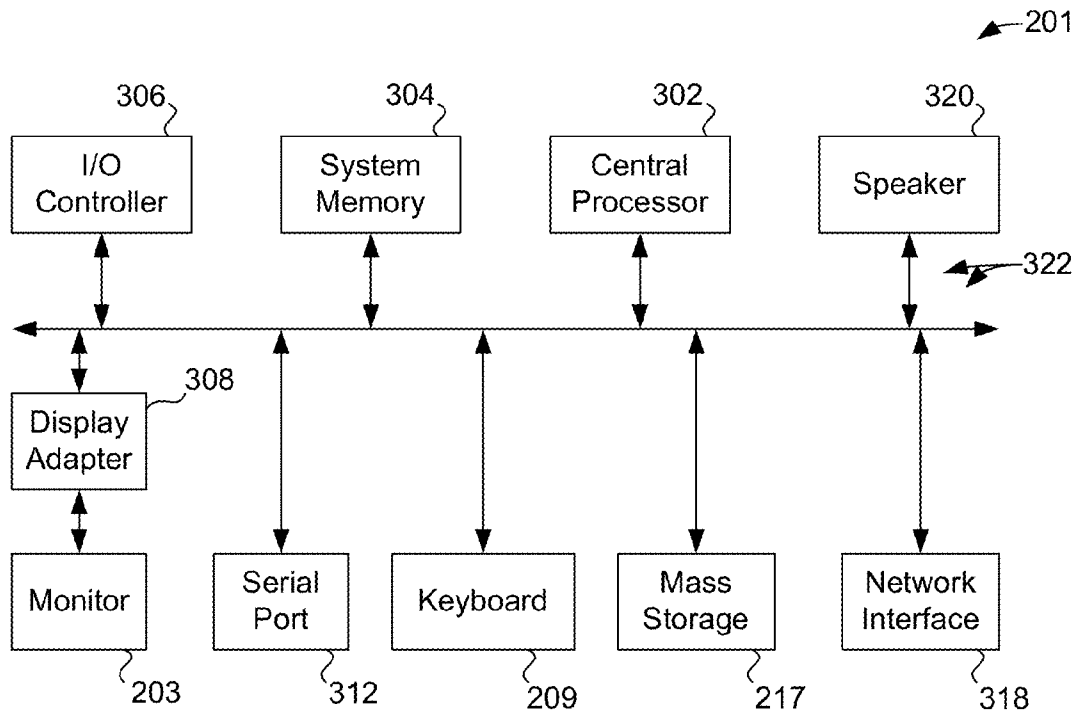 201
306
304
302
320
I/O
Controller
System
Memory
Central
Processor
Speaker
322
308
Display
Adapter
Monitor
Serial
Port
Keyboard
Mass
Storage
Network
Interface
203
312
209
217
318